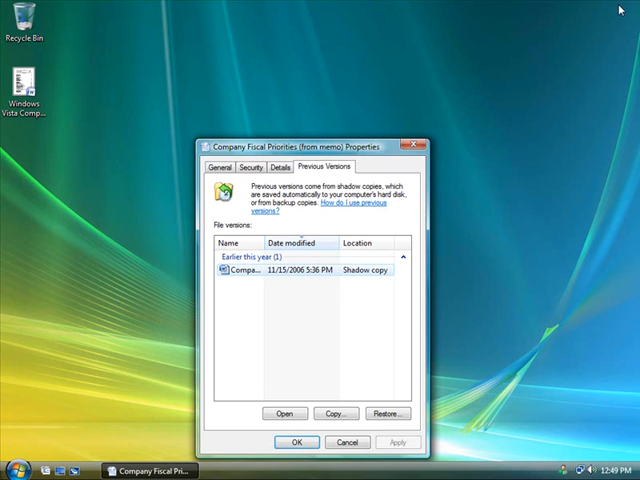 Recycle Bin
Windows
Vista Comp...
Company Fiscal Priorities (from memo) Properties
General Security Details Previous Versions
Previous versions come from shadow copies, which
are saved automatically to your computer's hard disk,
or from backup copies. How do I use previous
versions?
File versions:
Name Date modified Location
Earlier this year (1)
Compa... 11/15/2006 5:36 PM Shadow copy
Open Copy... Restore...
OK Cancel Apply
Company Fiscal Pri... 12:49 PM